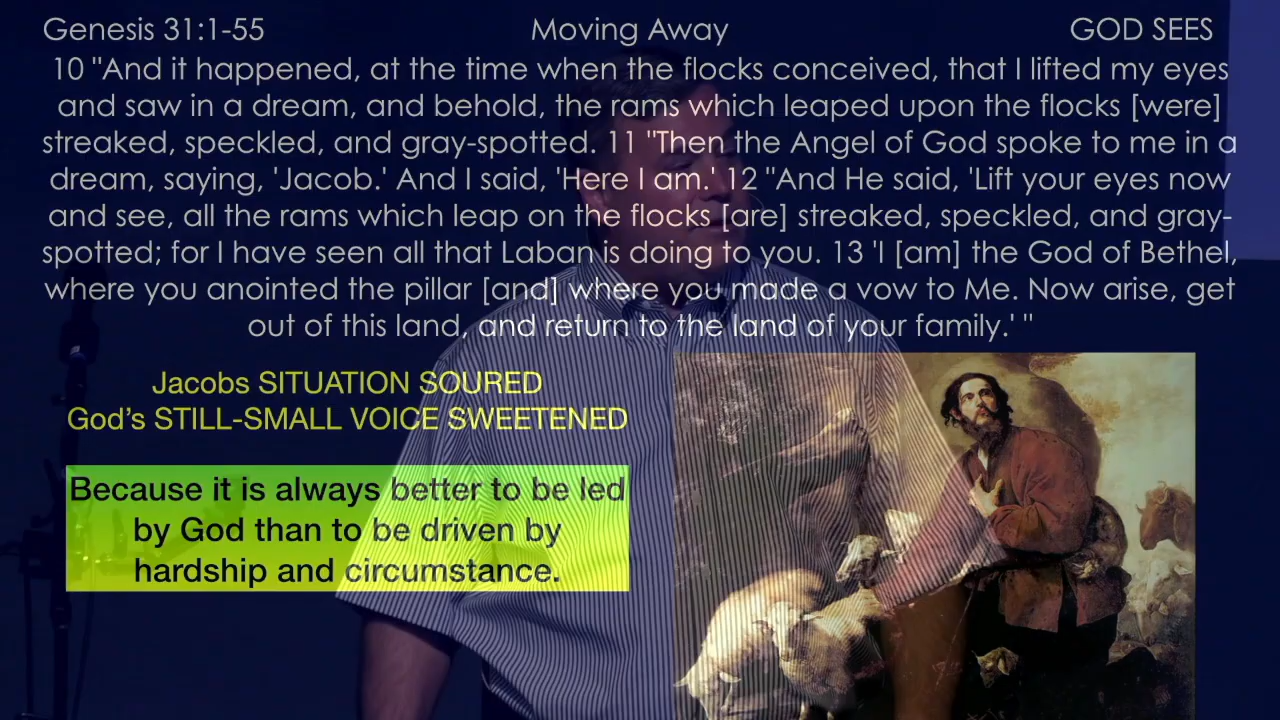 Genesis 31:1-55 Moving Away GOD SEES
10 "And it happened, at the time when the flocks conceived, that I lifted my eyes
and saw in a dream, and behold, the rams which leaped upon the flocks [were]
streaked, speckled, and gray-spotted. 11 "Then the Angel of God spoke to me in a
dream, saying, 'Jacob.' And I said, 'Here I am.' 12 "And He said, 'Lift your eyes now
and see, all the rams which leap on the flocks [are] streaked, speckled, and gray-
spotted; for I have seen all that Laban is doing to you. 13 'I [am] the God of Bethel,
where you anointed the pillar [and] where you made a vow to Me. Now arise, get
out of this land, and return to the land of your family.' "
Jacobs SITUATION SOURED
God's STILL-SMALL VOICE SWEETENED
Because it is always better to be led
by God than to be driven by
hardship and circumstance.